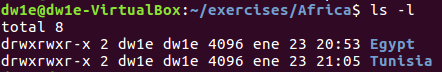 dw1e@dw1e-VirtualBox:~/exercises/Africa$ ls -l
total 8
drwxrwxr-x 2 dw1e dw1e 4096 ene 23 20:53 Egypt
drwxrwxr-x 2 dw1e dw1e 4096 ene 23 21:05 Tunisia